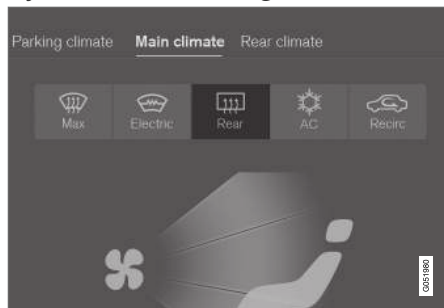 Parking climate Main climate Rear climate
Max Electric Rear AC Recirc
G051980